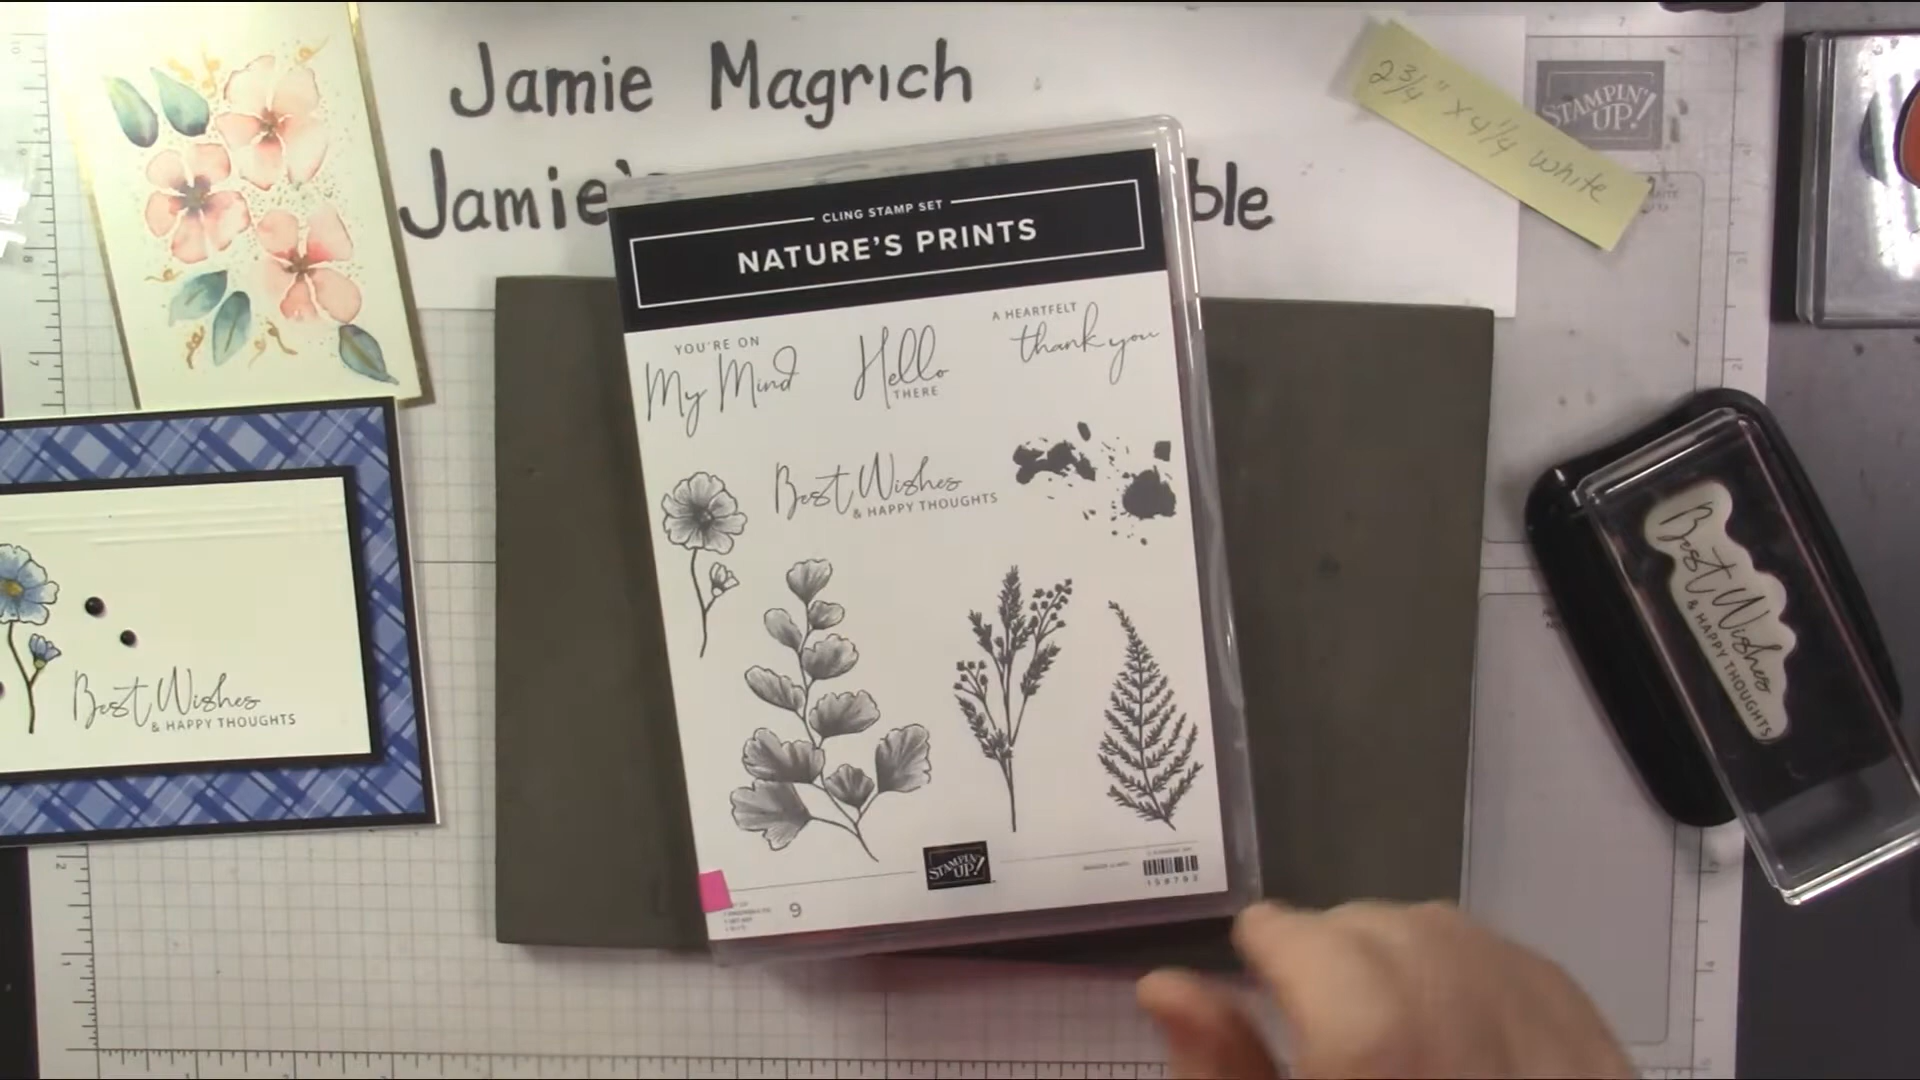 Jamie Magrich
Jamie's
ble
2 3/4" x 4 1/4 white
STAMPIN' UP!
CLING STAMP SET
NATURE'S PRINTS
YOU'RE ON
My Mind
Hello
THERE
A HEARTFELT
thank you
Best Wishes
& HAPPY THOUGHTS
STAMPIN' UP!
9
Best Wishes
& HAPPY THOUGHTS
Best Wishes
& HAPPY THOUGHTS